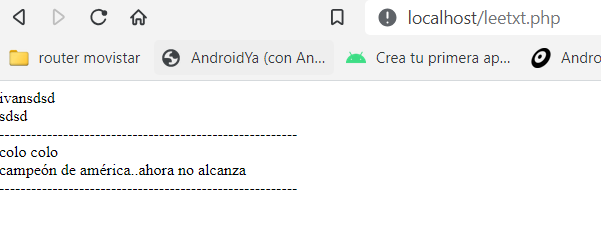 localhost/leetxt.php
router movistar
AndroidYa (con An...
Crea tu primera ap...
Andro
ivansdsd
sdsd
-----------------------------------------------------------
colo colo
campeón de américa..ahora no alcanza
-----------------------------------------------------------